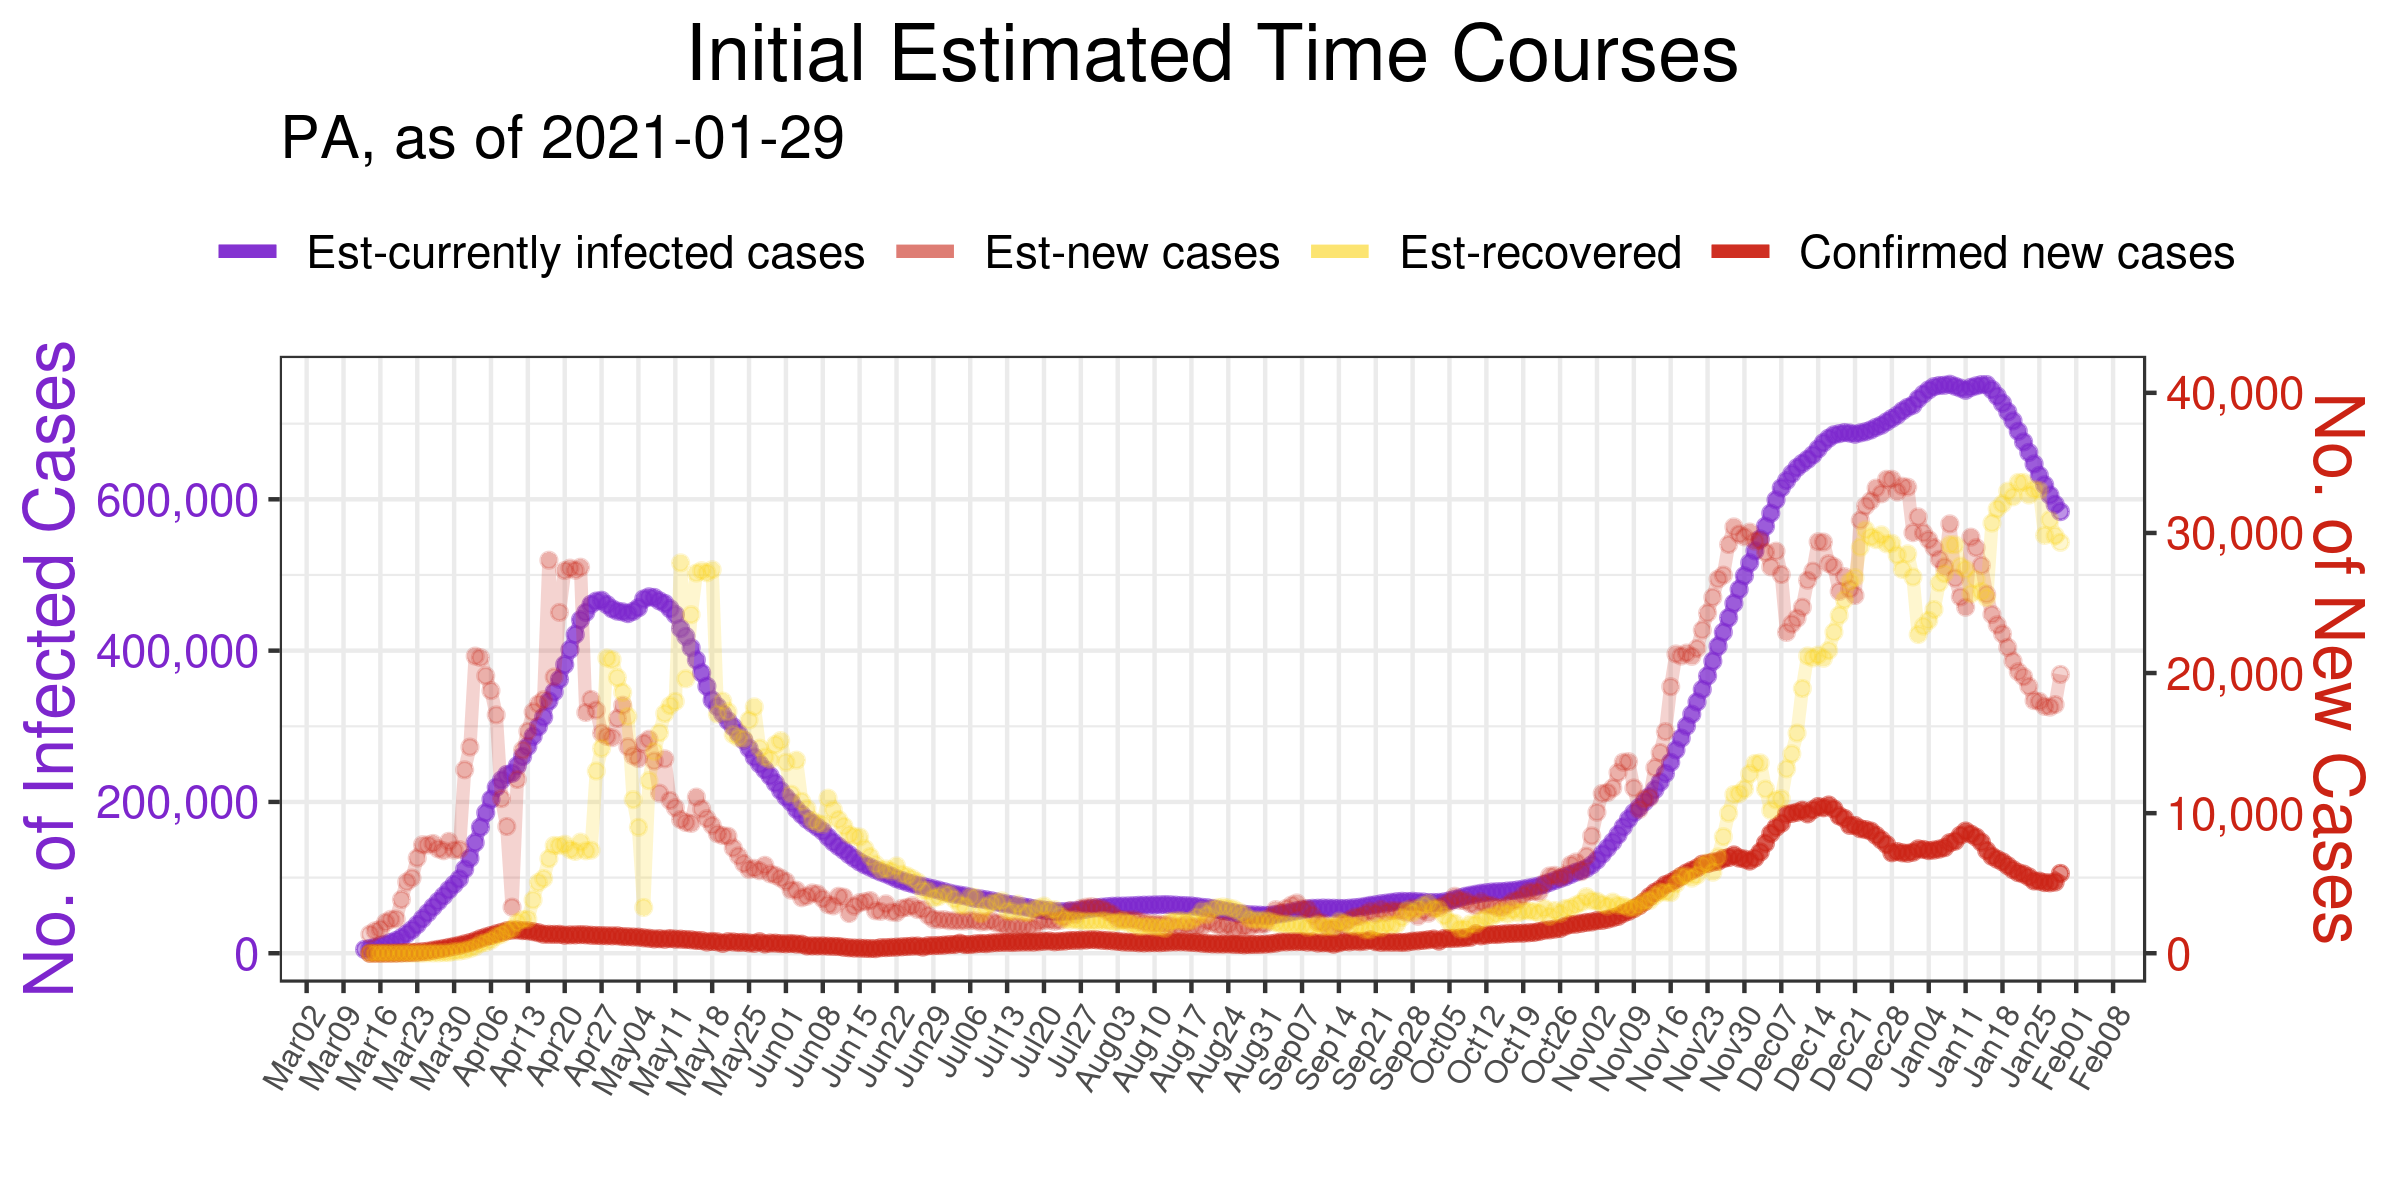 Initial Estimated Time Courses
PA, as of 2021-01-29
Est-currently infected cases Est-new cases Est-recovered Confirmed new cases
No. of Infected Cases
600,000
400,000
200,000
0
40,000
30,000
20,000
10,000
0
No. of New Cases
Mar02 Mar09 Mar16 Mar23 Mar30 Apr06 Apr13 Apr20 Apr27 May04 May11 May18 May25 Jun01 Jun08 Jun15 Jun22 Jun29 Jul06 Jul13 Jul20 Jul27 Aug03 Aug10 Aug17 Aug24 Aug31 Sep07 Sep14 Sep21 Sep28 Oct05 Oct12 Oct19 Oct26 Nov02 Nov09 Nov16 Nov23 Nov30 Dec07 Dec14 Dec21 Dec28 Jan04 Jan11 Jan18 Jan25 Feb01 Feb08